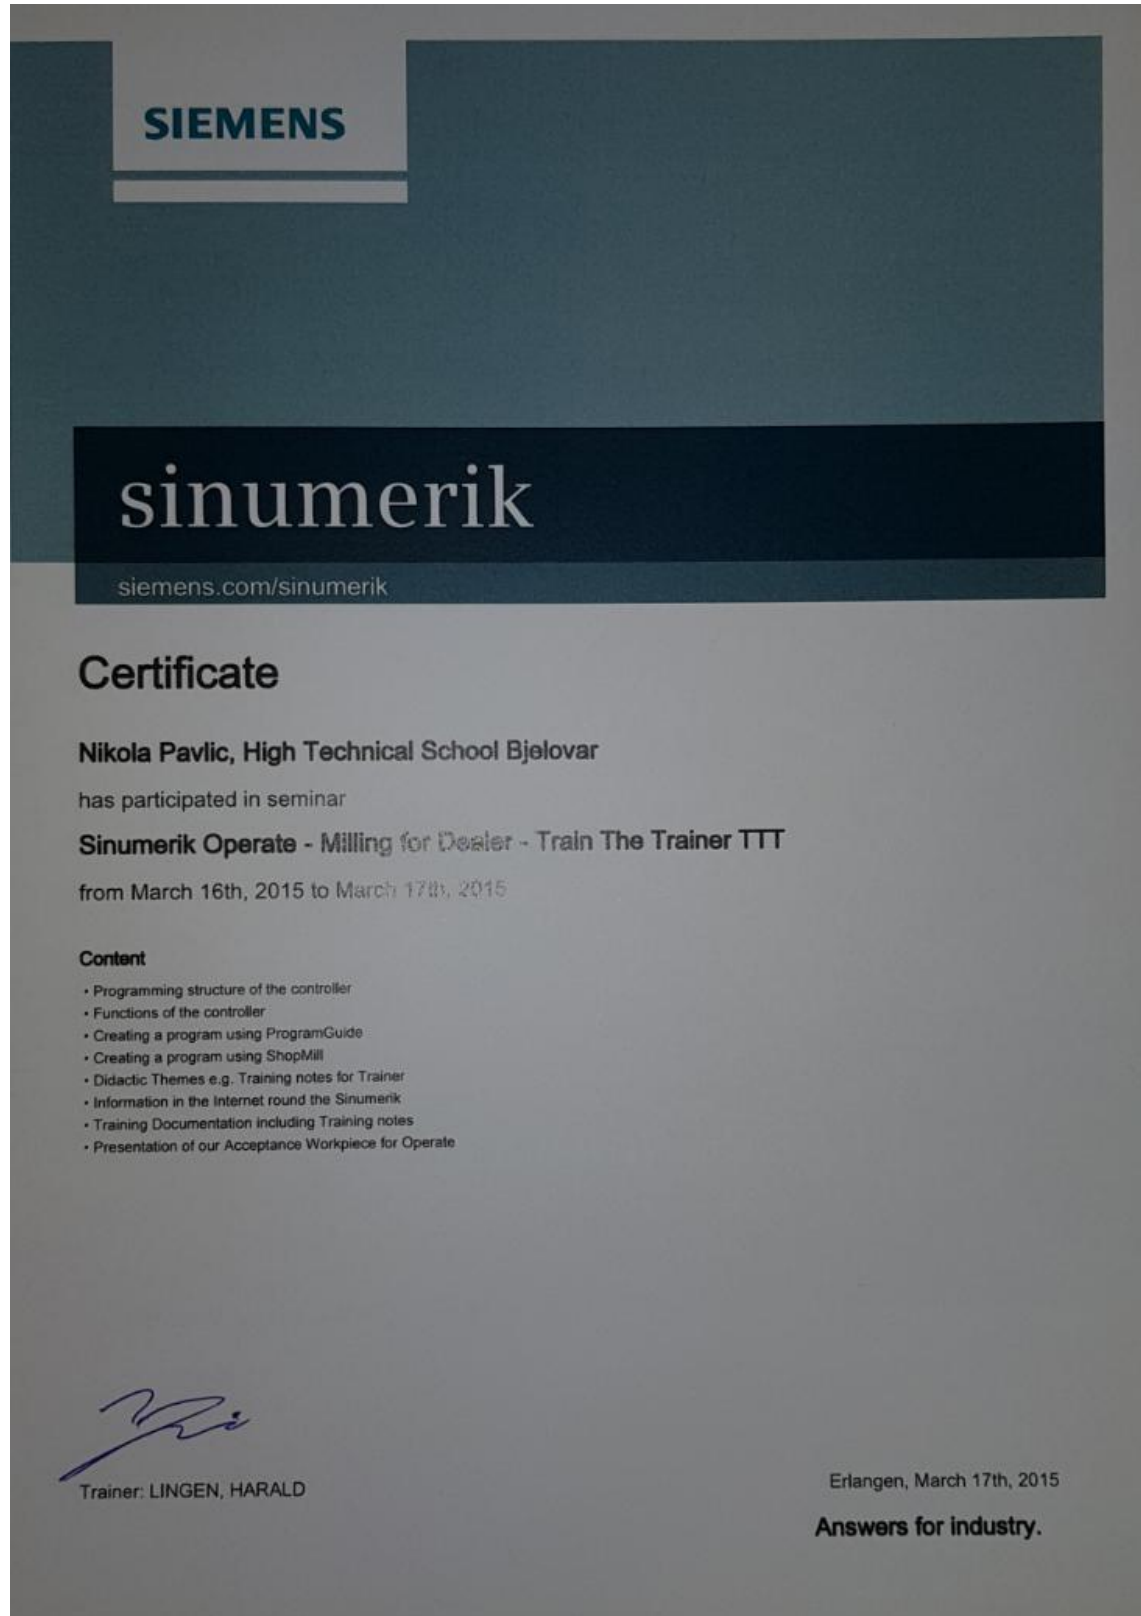 SIEMENS
sinumerik
siemens.com/sinumerik
Certificate
Nikola Pavlic, High Technical School Bjelovar
has participated in seminar
Sinumerik Operate - Milling for Dealer - Train The Trainer TTT
from March 16th, 2015 to March 17th, 2015
Content
• Programming structure of the controller
• Functions of the controller
• Creating a program using ProgramGuide
• Creating a program using ShopMill
• Didactic Themes e.g. Training notes for Trainer
• Information in the Internet round the Sinumerik
• Training Documentation including Training notes
• Presentation of our Acceptance Workpiece for Operate
Trainer: LINGEN, HARALD
Erlangen, March 17th, 2015
Answers for industry.